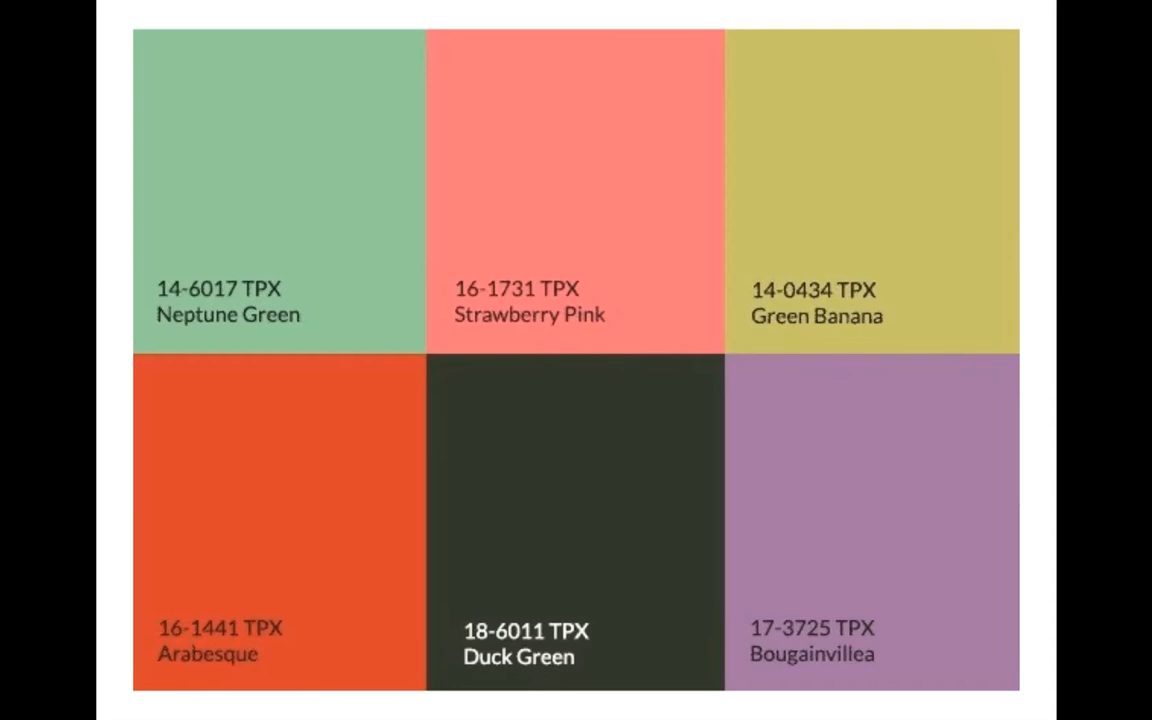 14-6017 TPX
Neptune Green
16-1731 TPX
Strawberry Pink
14-0434 TPX
Green Banana
16-1441 TPX
Arabesque
18-6011 TPX
Duck Green
17-3725 TPX
Bougainvillea